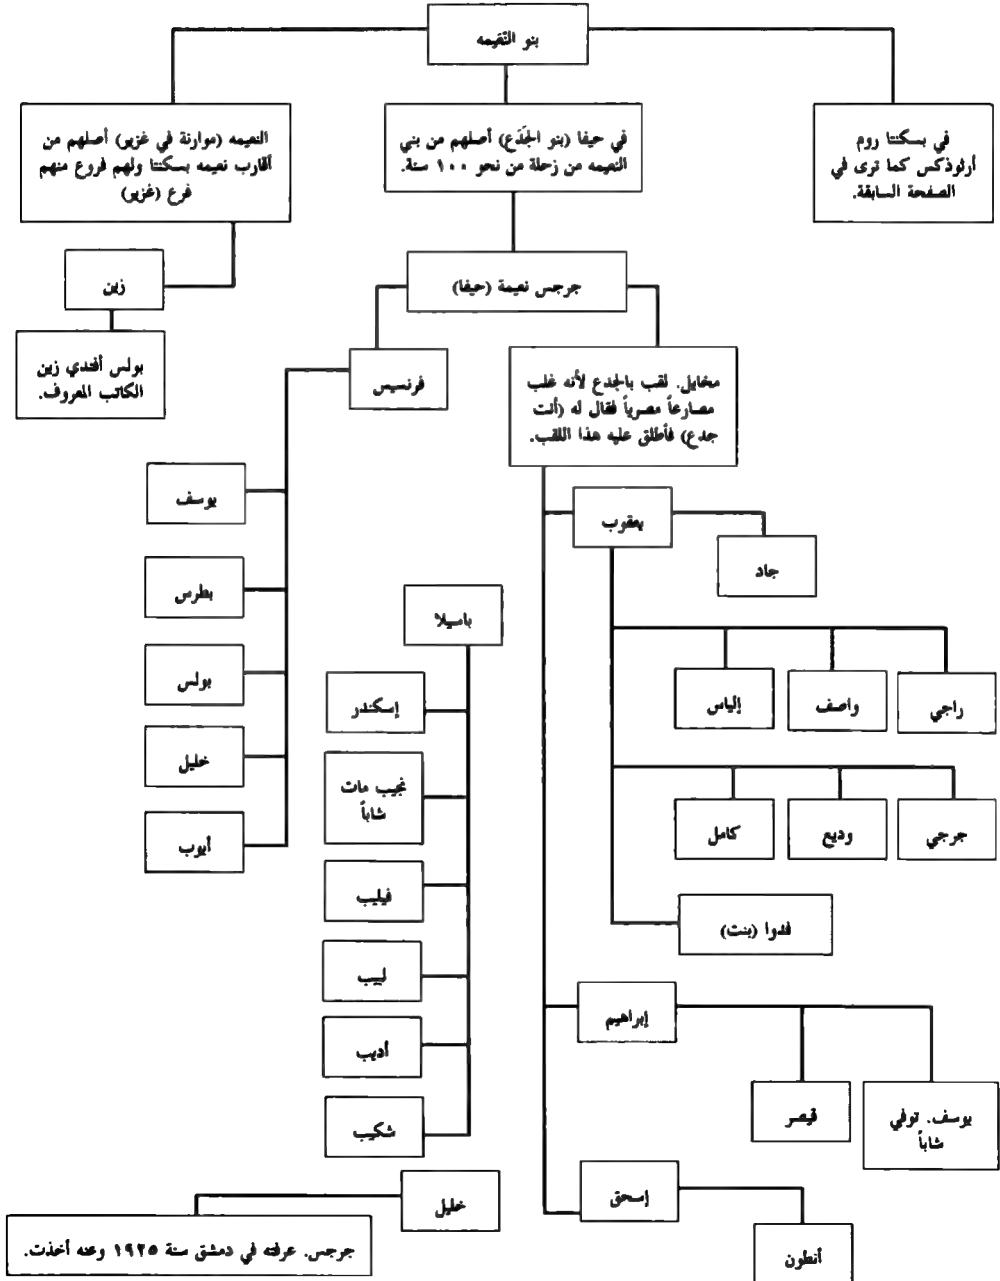 بنو النّعيمه
في بسكنتا روم
أرثوذكس كما ترى في
الصفحة السابقة.
في حيفا (بنو الجَدَع) أصلهم من بني
النعيمه من زحلة من نحو ١٠٠ سنة.
النعيمه (موارنة في غزير) أصلهم من
أقارب نعيمه بسكنتا ولهم فروع منهم
فرع (غزير)
زين
بولس أفندي زين
الكاتب المعروف.
جرجس نعيمة (حيفا)
مخايل. لقب بالجدع لأنه غلب
مصارعاً مصرياً فقال له (أنت
جدع) فأطلق عليه هذا اللقب.
فرنسيس
يوسف
بطرس
بولس
خليل
أيوب
يعقوب
جاد
راجي
واصف
إلياس
جرجي
وديع
كامل
فدوا (بنت)
إبراهيم
يوسف. توفي
شاباً
قيصر
إسحق
أنطون
باسيلا
إسكندر
نجيب مات
شاباً
فيليب
لبيب
أديب
شكيب
خليل
جرجس. عرفته في دمشق سنة ١٩٢٥ وعنه أخذت.